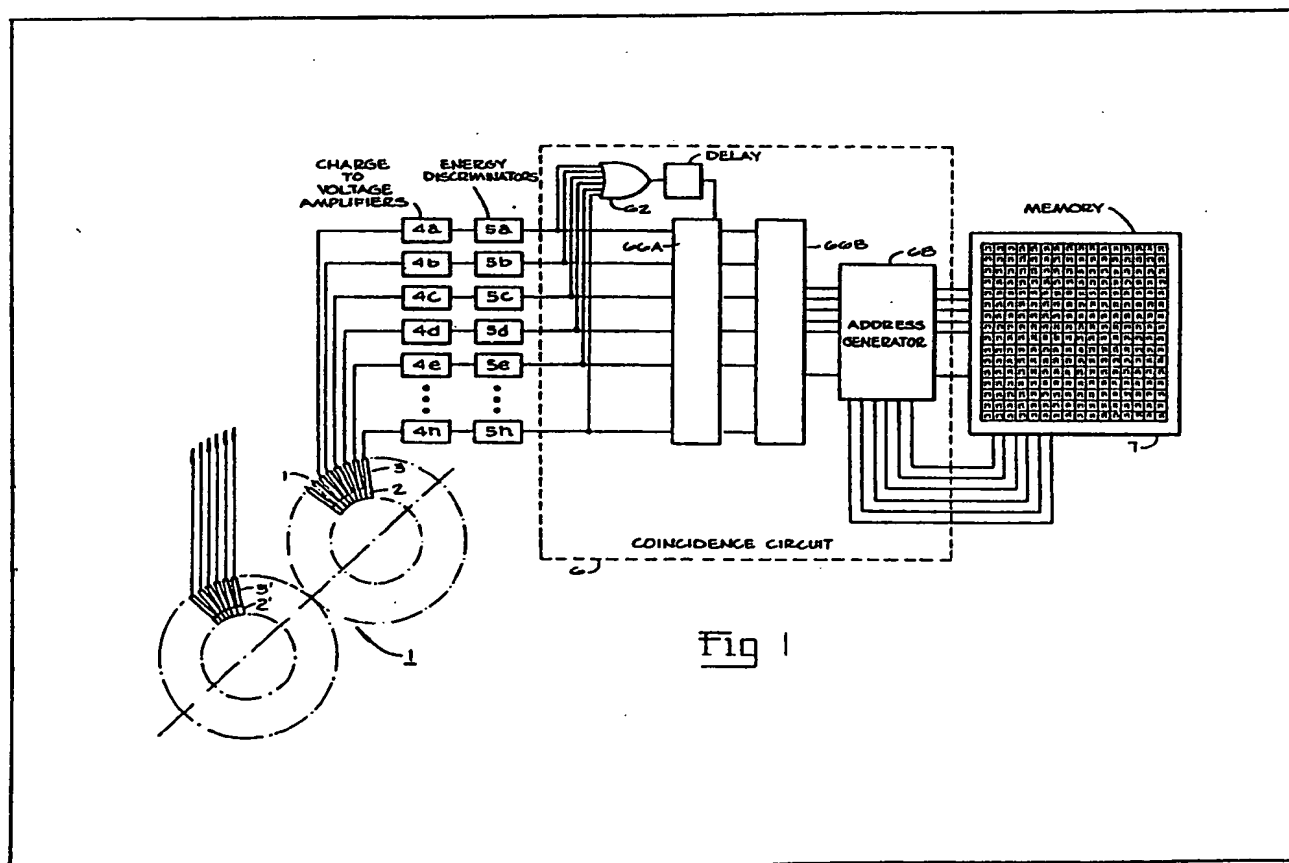 DELAY
CHARGE TO VOLTAGE AMPLIFIERS
ENERGY DISCRIMINATORS
62
MEMORY
4a 5a
66A
66B
68
4b 5b
4c 5c
4d 5d
ADDRESS GENERATOR
4e 5e
4n 5n
7
1
3
2
COINCIDENCE CIRCUIT
6
3'
2'
1
Fig 1